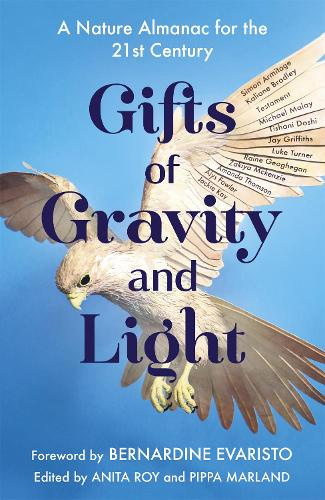 A Nature Almanac for the
21st Century
Simon Armitage
Kaliane Bradley
Testament
Michael Malay
Tishani Doshi
Jay Griffiths
Luke Turner
Raine Geoghegan
Zakiya Mckenzie
Amanda Thomson
Alys Fowler
Jackie Kay
Gifts
of
Gravity
and
Light
Foreword by BERNARDINE EVARISTO
Edited by ANITA ROY and PIPPA MARLAND